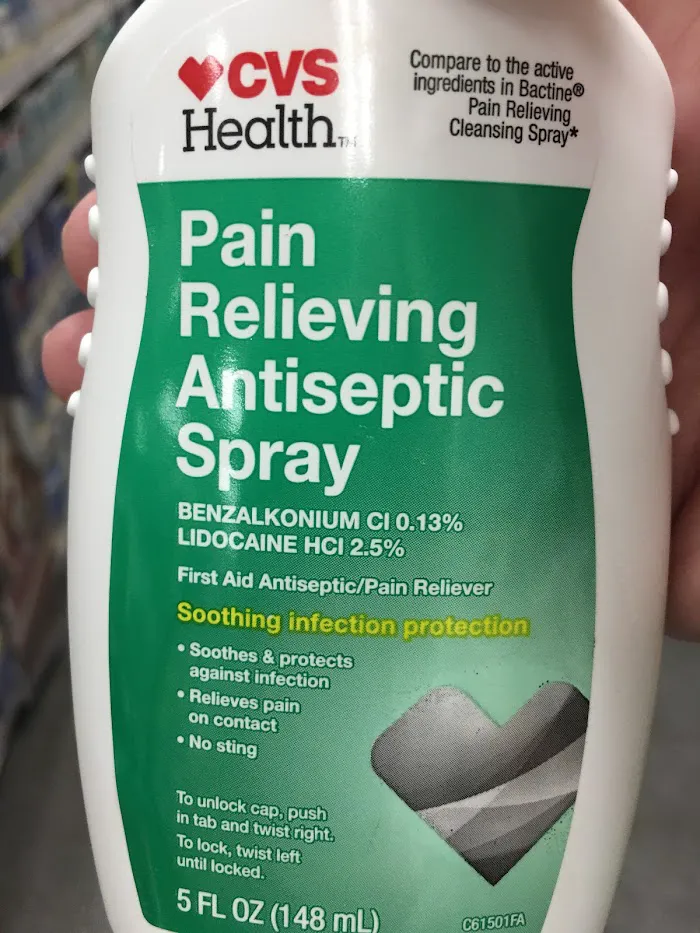 CVS
Health™
Compare to the active
ingredients in Bactine®
Pain Relieving
Cleansing Spray*
Pain
Relieving
Antiseptic
Spray
BENZALKONIUM Cl 0.13%
LIDOCAINE HCl 2.5%
First Aid Antiseptic/Pain Reliever
Soothing infection protection
• Soothes & protects
against infection
• Relieves pain
on contact
• No sting
To unlock cap, push
in tab and twist right.
To lock, twist left
until locked.
5 FL OZ (148 mL)
C61501FA